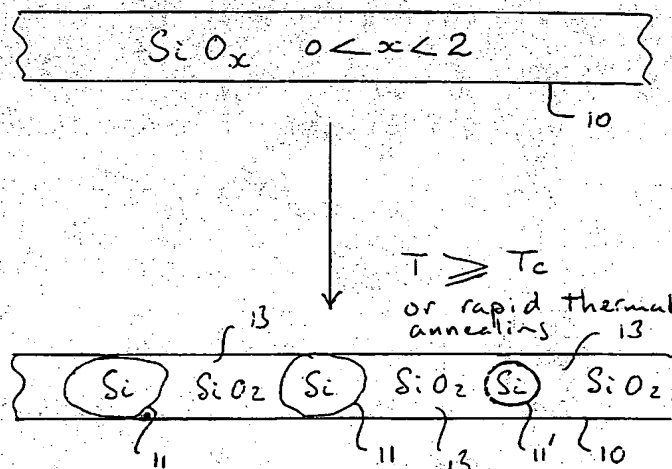 SiOx 0<x<2
10
T ⩾ Tc
or rapid thermal
annealing
13 13
Si SiO2 Si SiO2 Si SiO2
11 11 13 11' 10